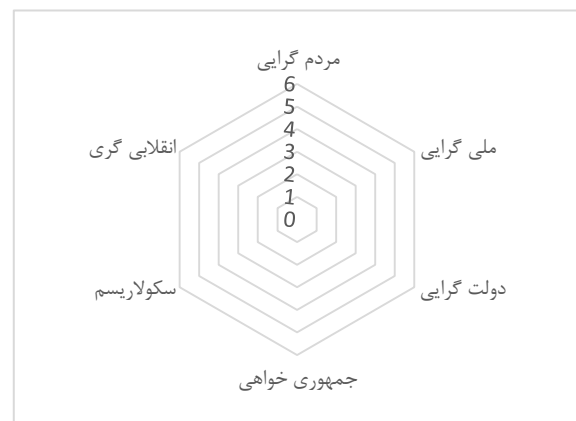 مردم گرایی
6
5
4
3
2
1
0
ملی گرایی
دولت گرایی
جمهوری خواهی
سکولاریسم
انقلابی گری